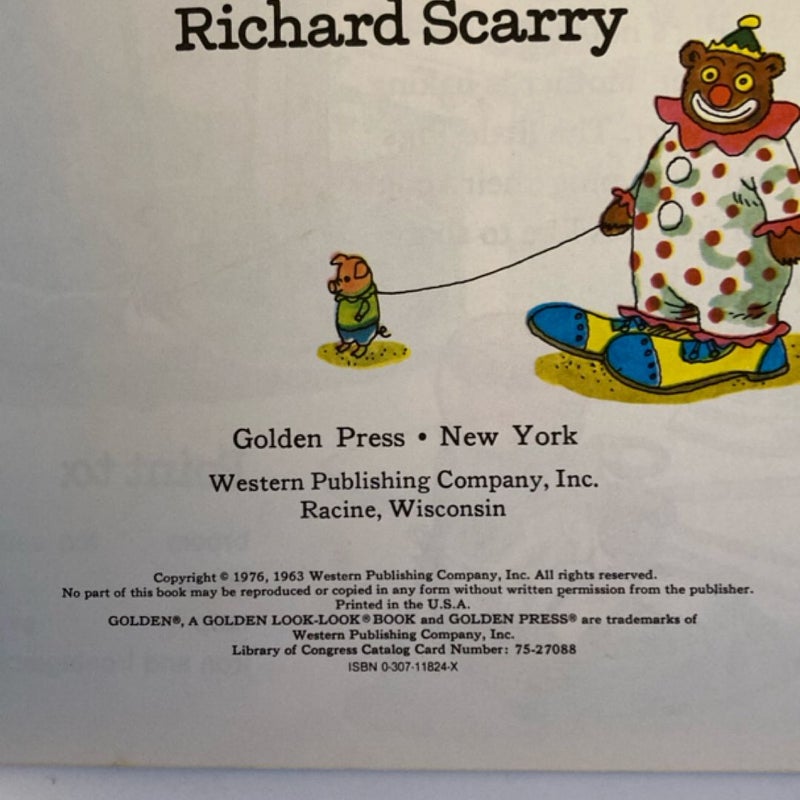 Richard Scarry
Golden Press • New York
Western Publishing Company, Inc.
Racine, Wisconsin
Copyright © 1976, 1963 Western Publishing Company, Inc. All rights reserved.
No part of this book may be reproduced or copied in any form without written permission from the publisher.
Printed in the U.S.A.
GOLDEN®, A GOLDEN LOOK-LOOK® BOOK and GOLDEN PRESS® are trademarks of
Western Publishing Company, Inc.
Library of Congress Catalog Card Number: 75-27088
ISBN 0-307-11824-X